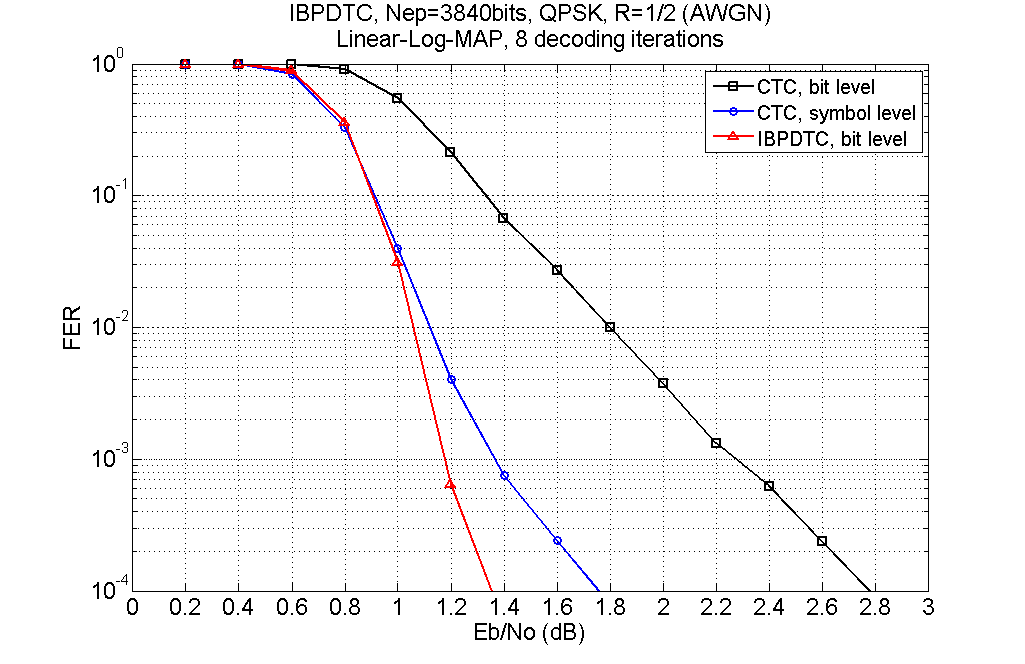 IBPDTC, Nep=3840bits, QPSK, R=1/2 (AWGN)
Linear-Log-MAP, 8 decoding iterations
CTC, bit level
CTC, symbol level
IBPDTC, bit level
FER
10^0
10^-1
10^-2
10^-3
10^-4
0 0.2 0.4 0.6 0.8 1 1.2 1.4 1.6 1.8 2 2.2 2.4 2.6 2.8 3
Eb/No (dB)